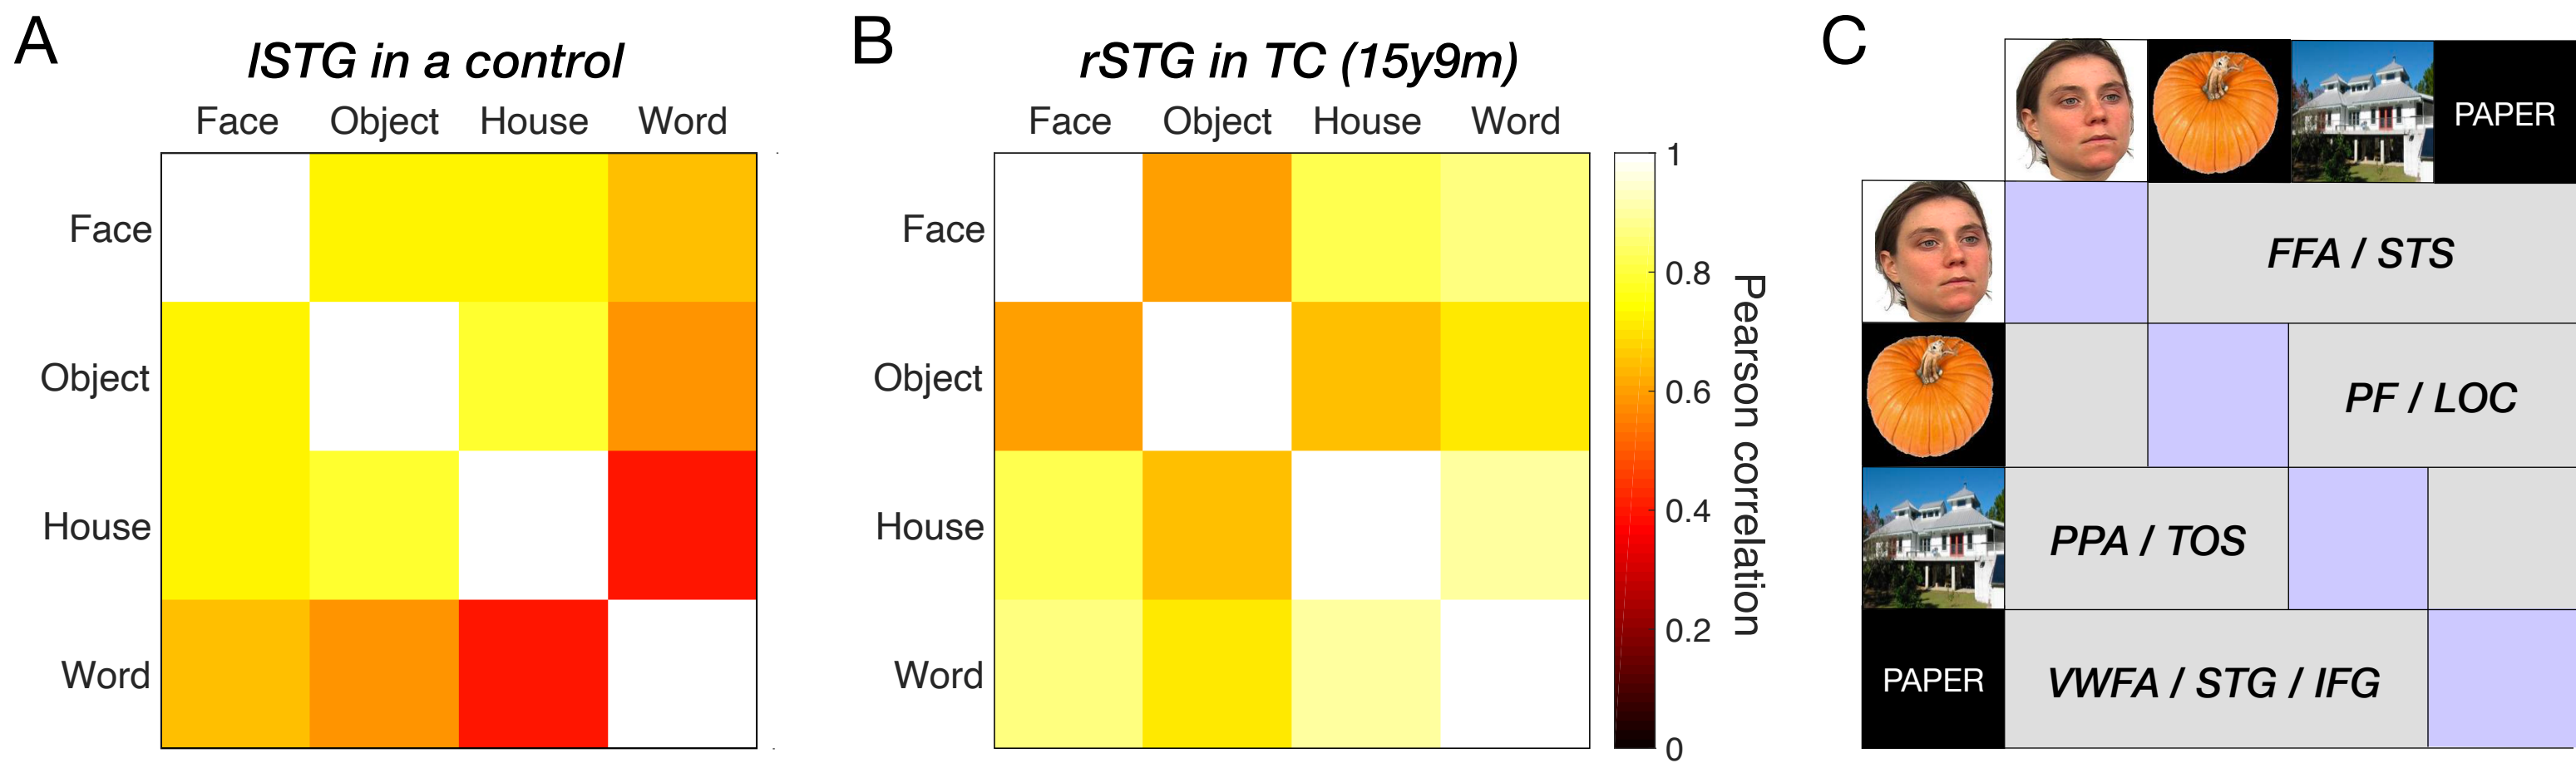 A
lSTG in a control
Face Object House Word
Face
Object
House
Word
B
rSTG in TC (15y9m)
Face Object House Word
Face
Object
House
Word
1
0.8
0.6
0.4
0.2
0
Pearson correlation
C
PAPER
FFA / STS
PF / LOC
PPA / TOS
PAPER
VWFA / STG / IFG